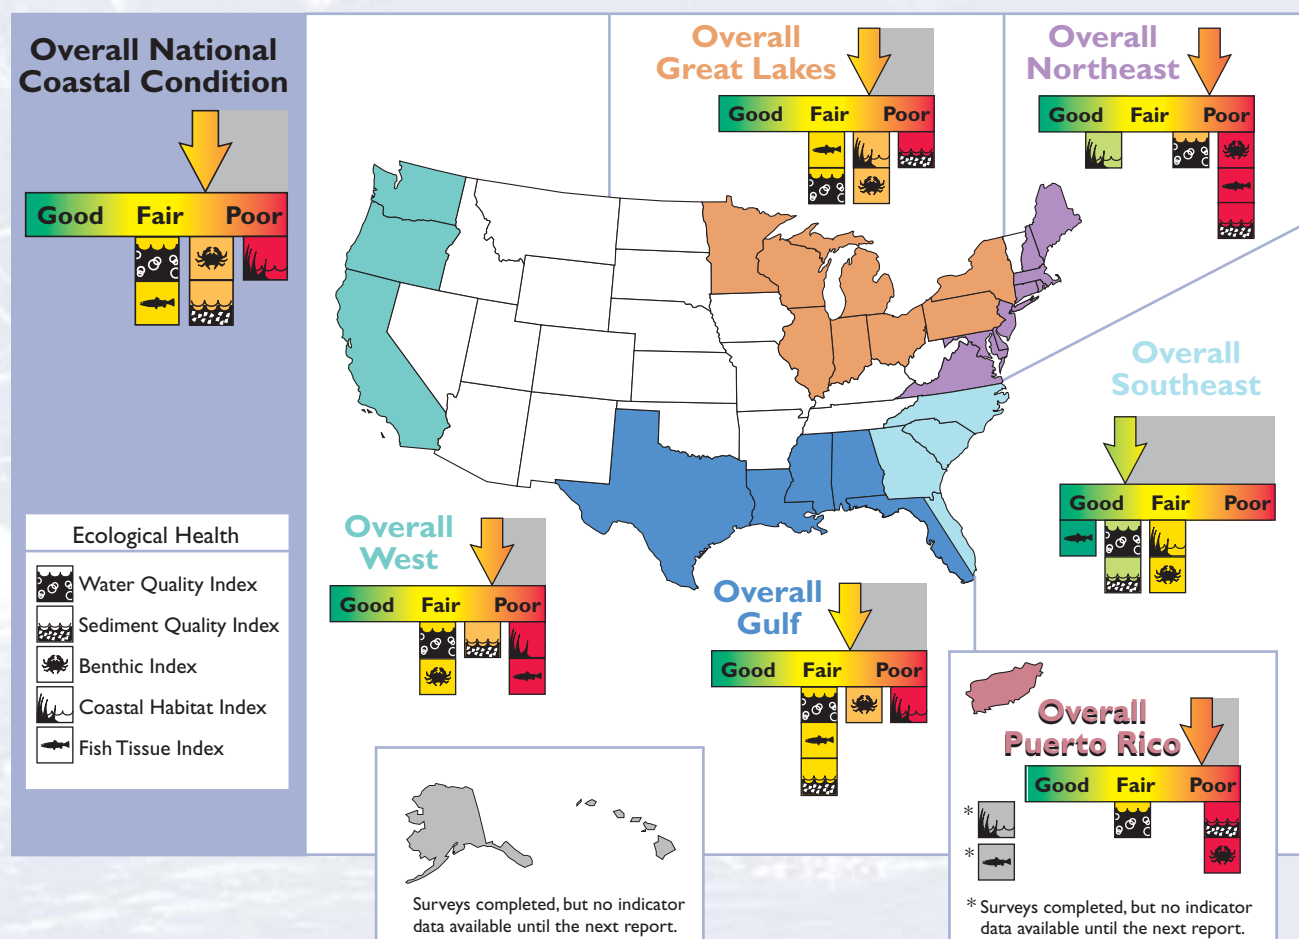 Overall National
Coastal Condition
Good Fair Poor
Ecological Health
Water Quality Index
Sediment Quality Index
Benthic Index
Coastal Habitat Index
Fish Tissue Index
Overall
Great Lakes
Good Fair Poor
Overall
Northeast
Good Fair Poor
Overall
Southeast
Good Fair Poor
Overall
West
Good Fair Poor
Overall
Gulf
Good Fair Poor
Overall
Puerto Rico
Good Fair Poor
*
*
* Surveys completed, but no indicator
data available until the next report.
Surveys completed, but no indicator
data available until the next report.